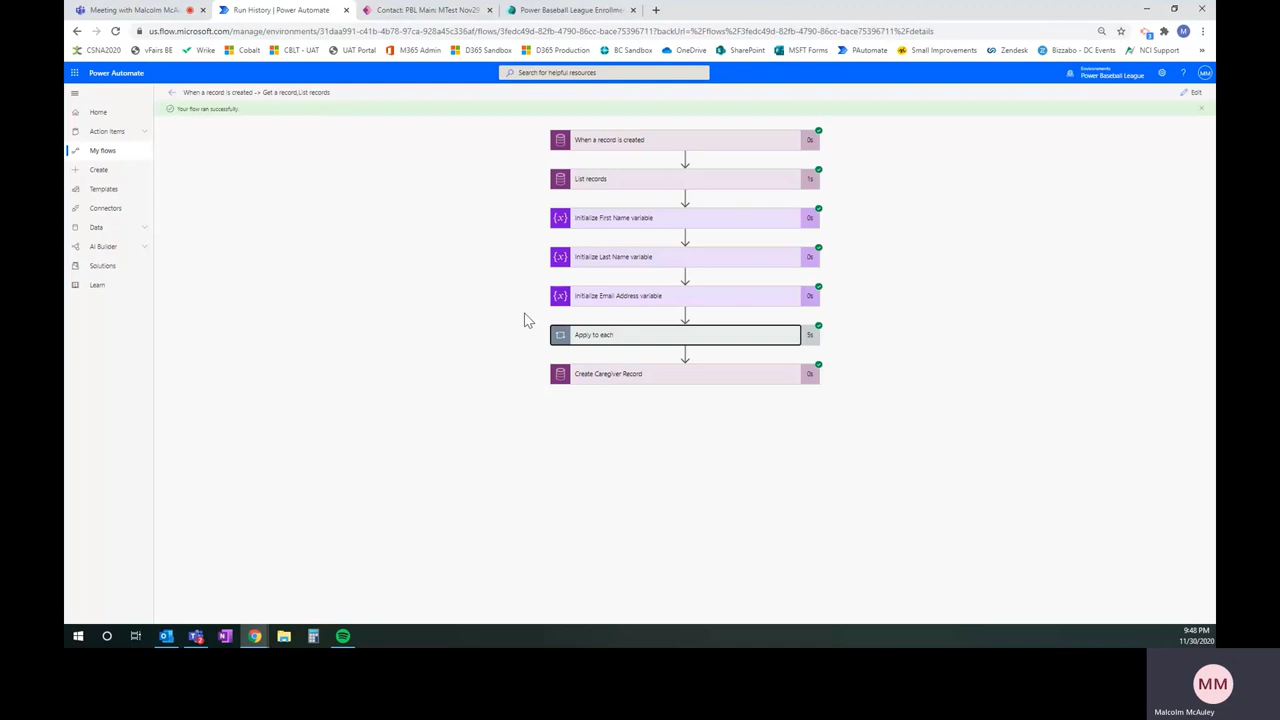 Meeting with Malcolm McAu
Run History | Power Automate
Contact: PBL Main: MTest Nov29
Power Baseball League Enrollme
us.flow.microsoft.com/manage/environments/31daa991-c41b-4b78-97ca-928a45c336af/flows/3fedc49d-82fb-4790-86cc-bace75396711?backUrl=%2Fflows%2F3fedc49d-82fb-4790-86cc-bace75396711%2Fdetails
CSNA2020
vFairs BE
Wrike
Cobalt
CBLT - UAT
UAT Portal
M365 Admin
D365 Sandbox
D365 Production
BC Sandbox
OneDrive
SharePoint
MSFT Forms
PAutomate
Small Improvements
Zendesk
Bizzabo - DC Events
NCI Support
Power Automate
Search for helpful resources
Environments
Power Baseball League
MM
When a record is created -> Get a record,List records
Edit
Your flow ran successfully.
Home
Action items
My flows
Create
Templates
Connectors
Data
AI Builder
Solutions
Learn
When a record is created
0s
List records
1s
{x} Initialize First Name variable
0s
{x} Initialize Last Name variable
0s
{x} Initialize Email Address variable
0s
Apply to each
5s
Create Caregiver Record
0s
9:48 PM
11/30/2020
MM
Malcolm McAuley